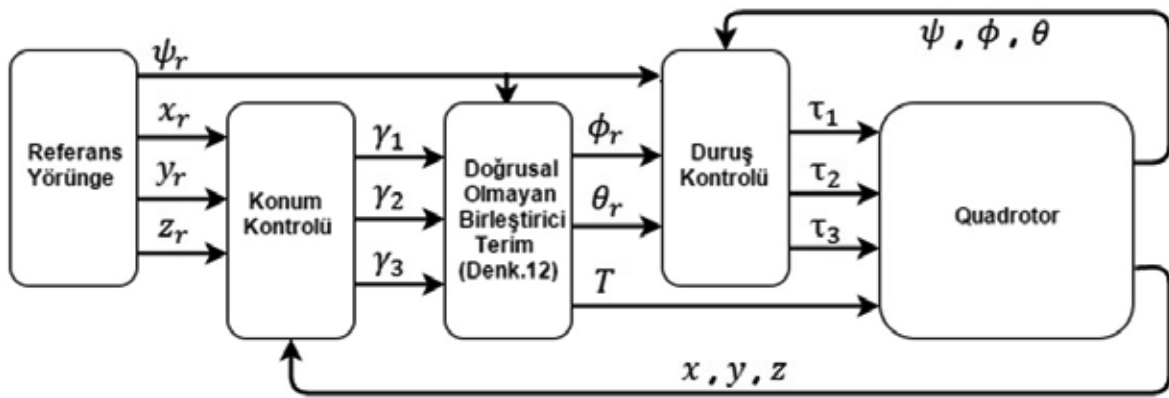 ψ_r
x_r
y_r
z_r
Referans
Yörünge
Konum
Kontrolü
γ_1
γ_2
γ_3
Doğrusal
Olmayan
Birleştirici
Terim
(Denk.12)
ϕ_r
θ_r
T
Duruş
Kontrolü
τ_1
τ_2
τ_3
Quadrotor
ψ , ϕ , θ
x , y , z